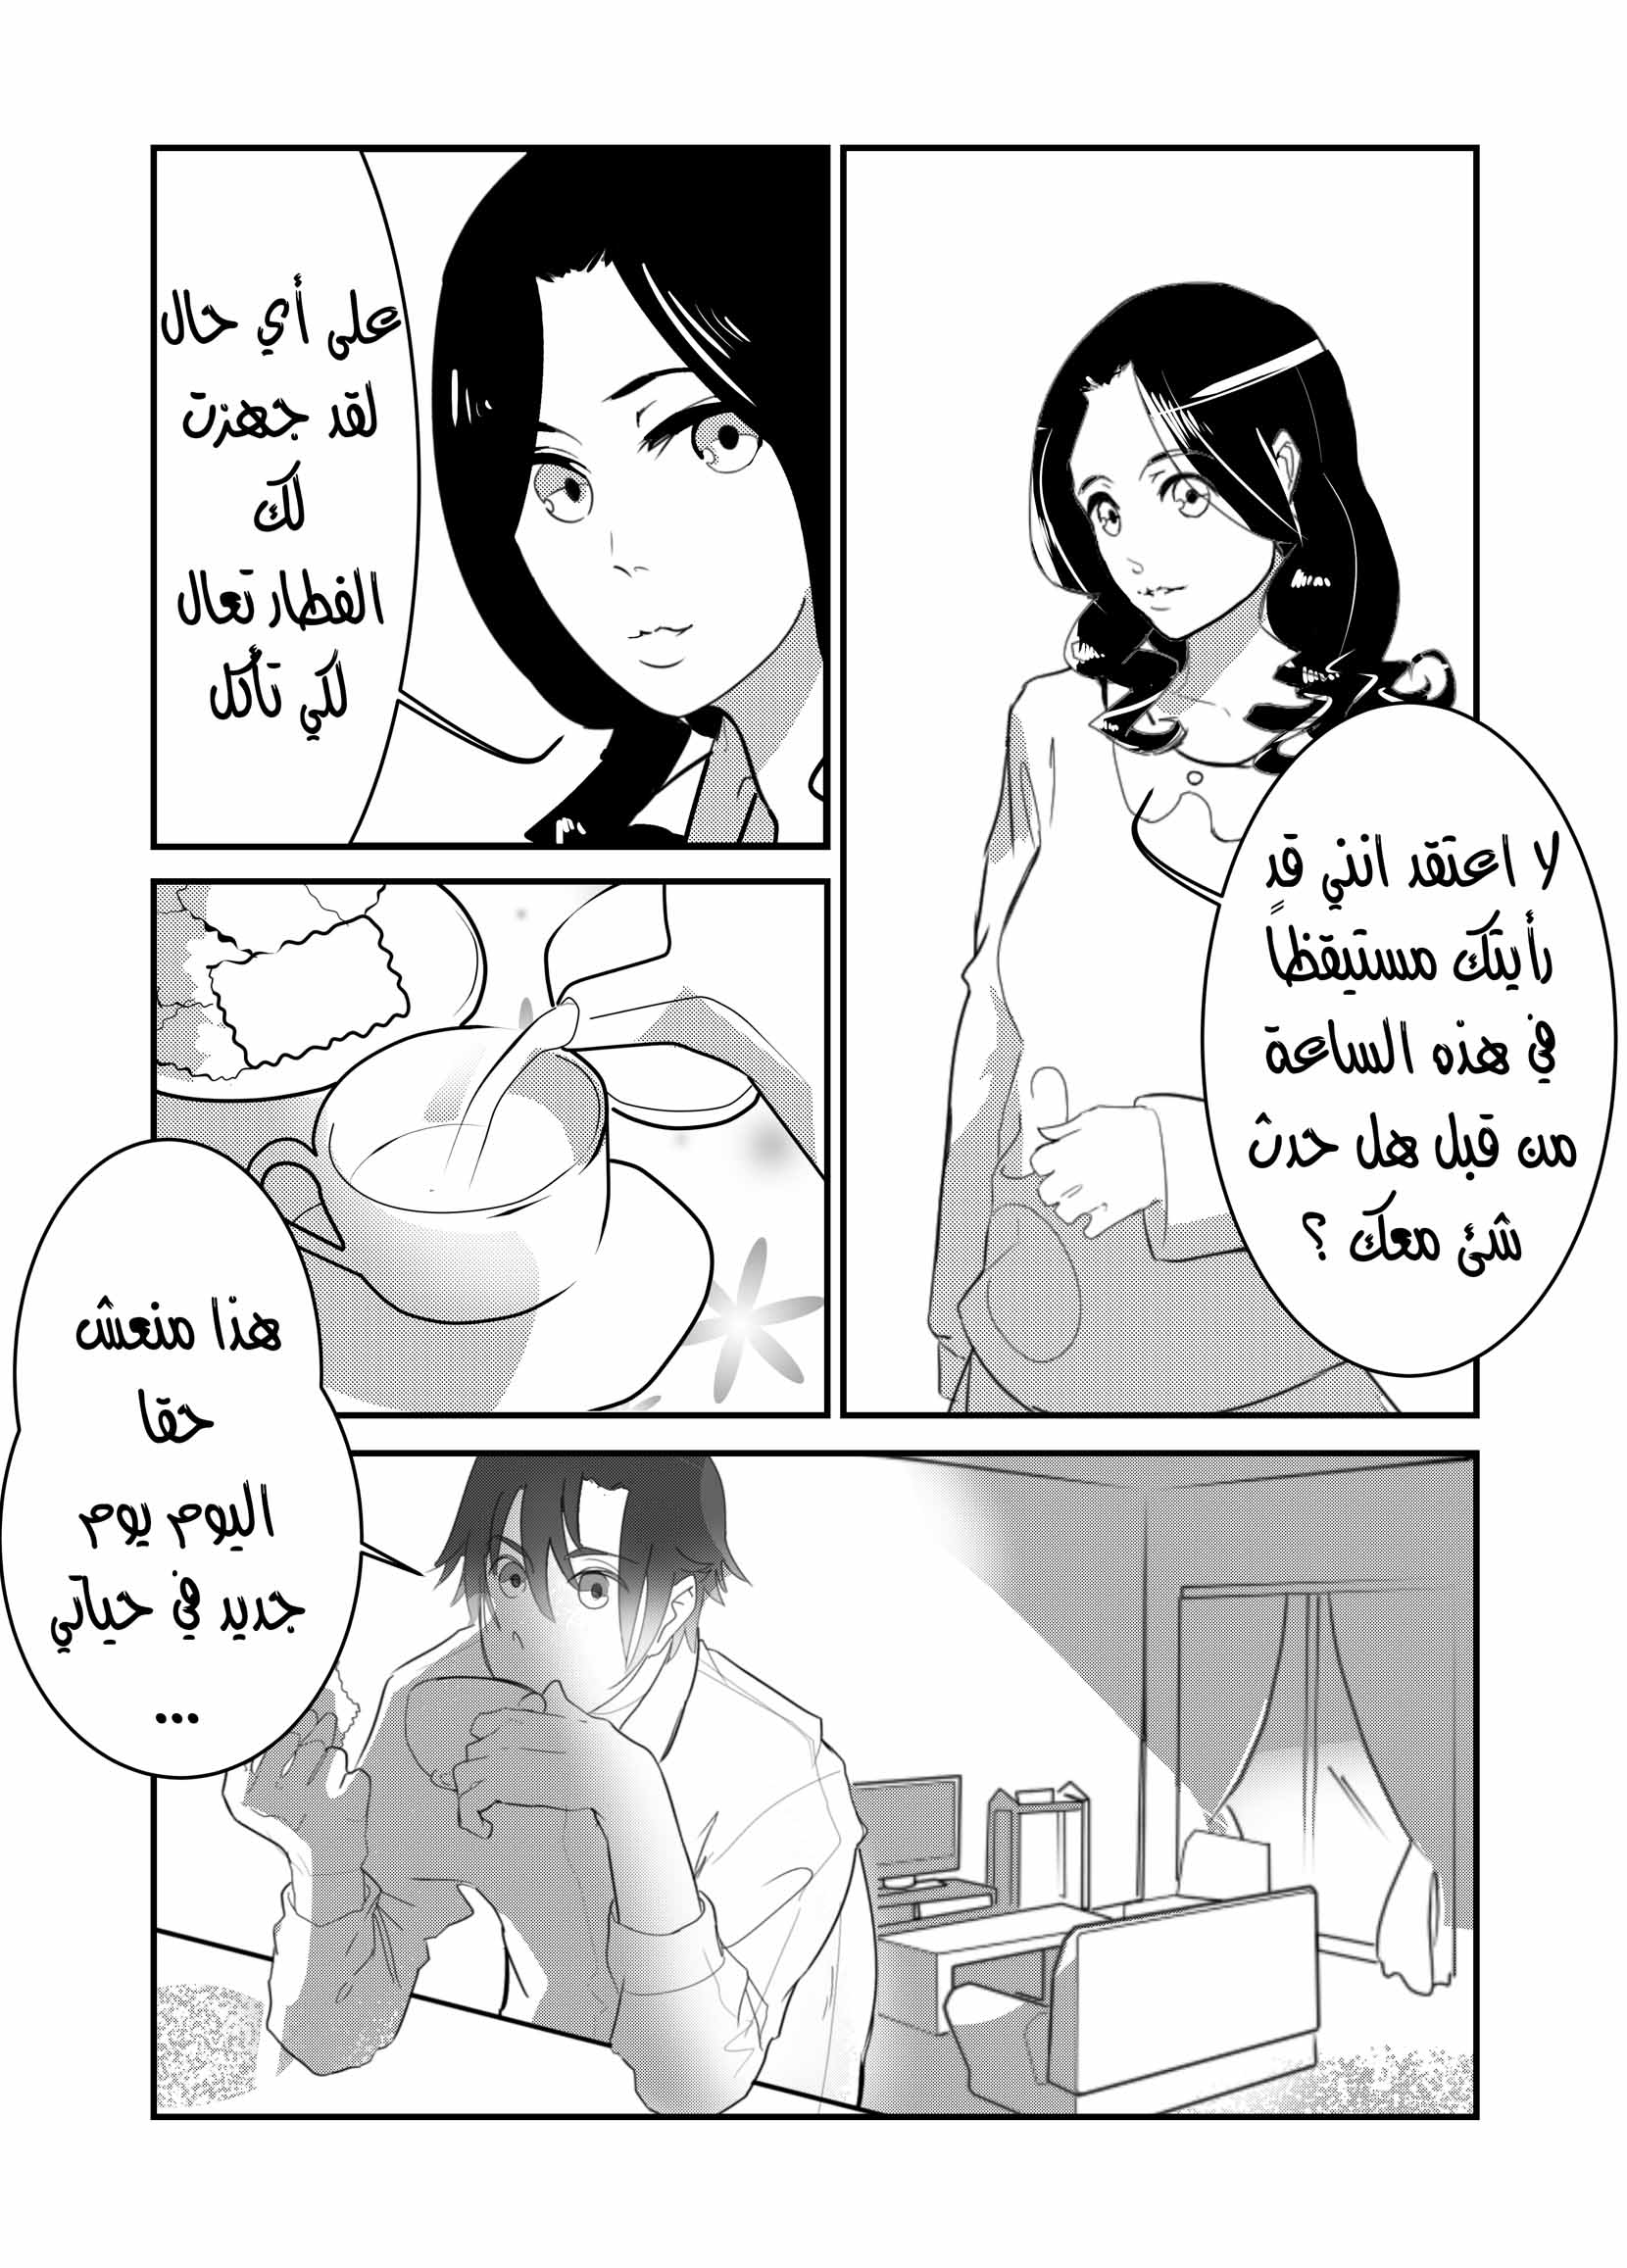 لا اعتقد انني قد
رأيتك مستيقظاً
في هذه الساعة
من قبل هل حدث
شئ معك ؟
على أي حال
لقد جهزت
لك
الفطار تعال
لكي تأكل
هذا منعش
حقا
اليوم يوم
جديد في حياتي
...